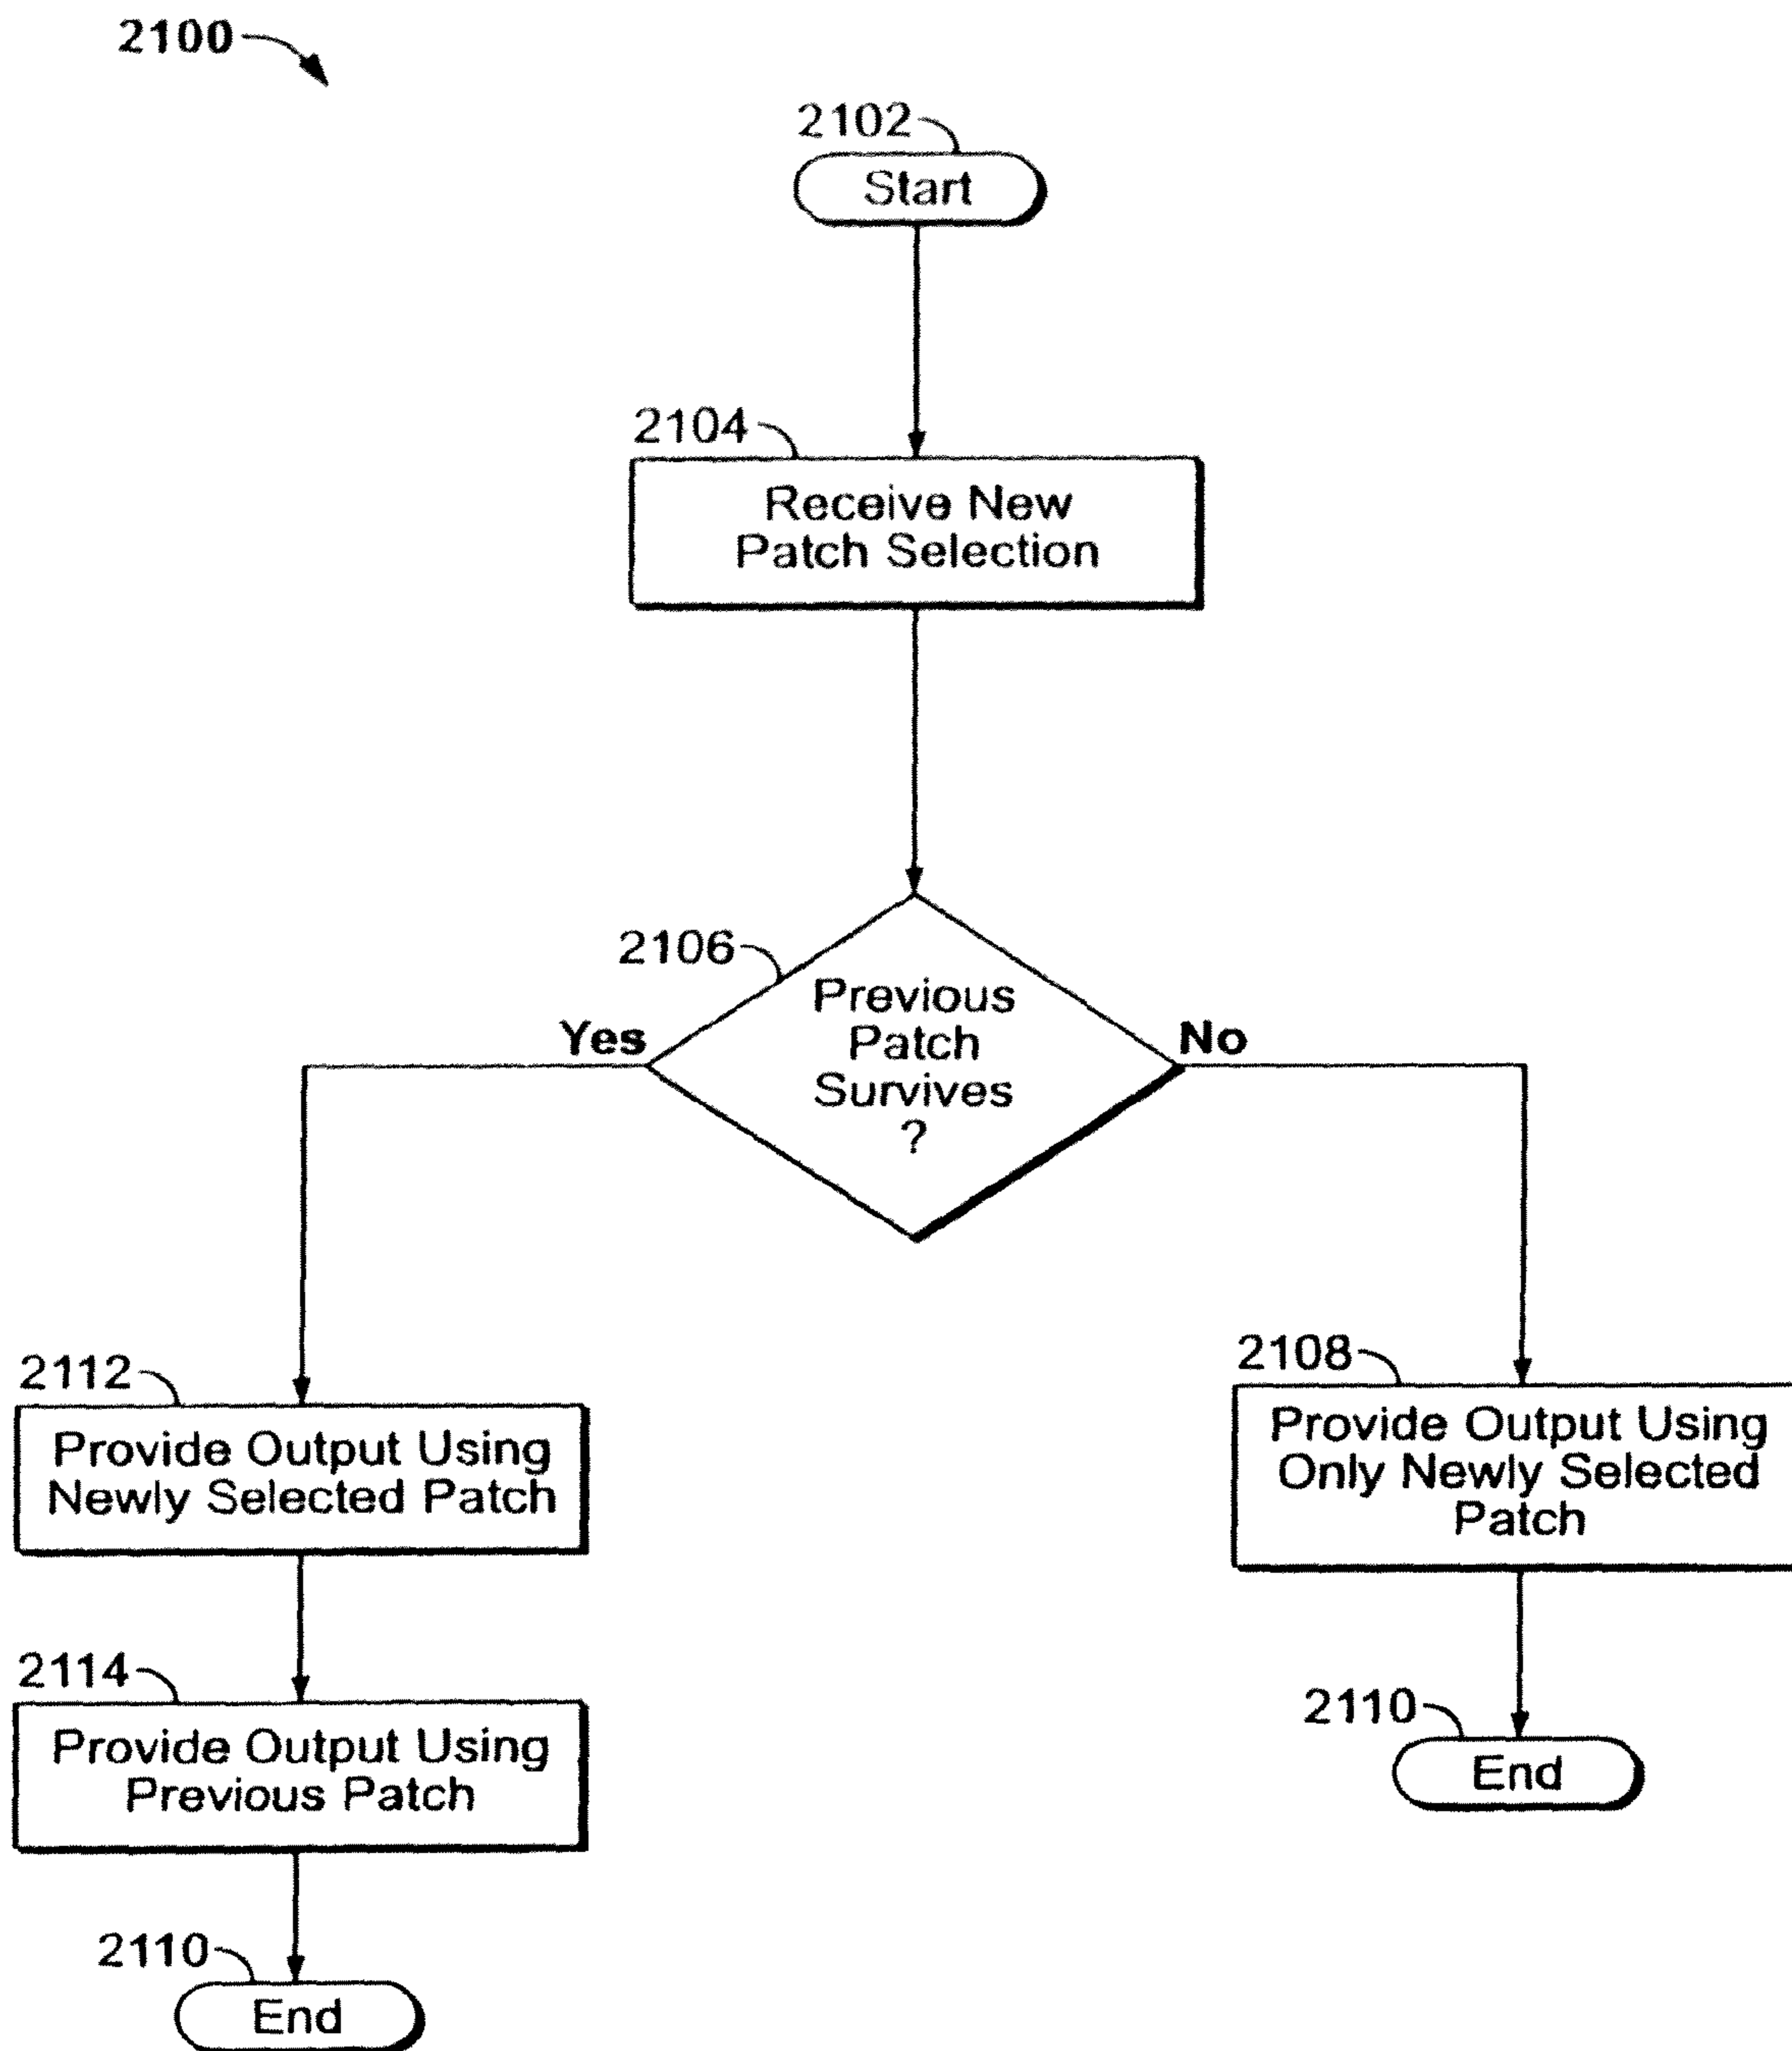 2100
2102
Start
2104
Receive New
Patch Selection
2106
Previous
Patch
Survives
?
Yes
No
2112
Provide Output Using
Newly Selected Patch
2108
Provide Output Using
Only Newly Selected
Patch
2114
Provide Output Using
Previous Patch
2110
End
2110
End